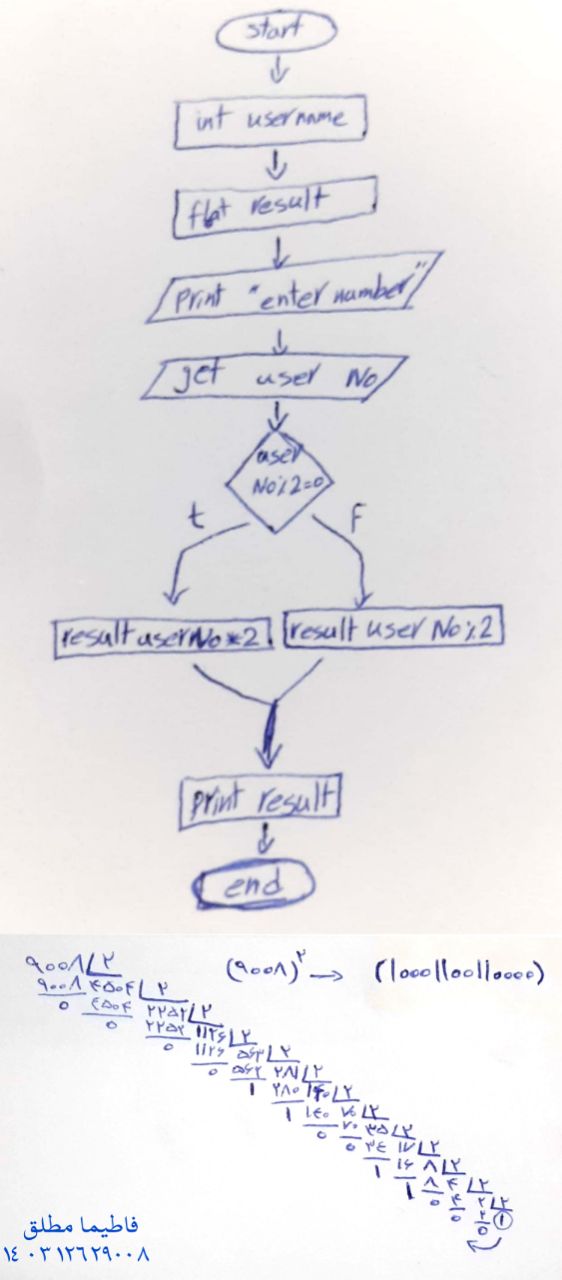 start
int username
float result
Print "enter number"
get user No
user
No%2=0
t F
result userNo*2 result user No%2
print result
end
۹۰۰۸ ۲ (۹۰۰۸)۲ → (۱۰۰۰۱۱۰۰۱۱۰۰۰۰)
۹۰۰۸ ۴۵۰۴ ۲
۰ ۴۵۰۴ ۲۲۵۲ ۲
۰ ۲۲۵۲ ۱۱۲۶ ۲
۰ ۱۱۲۶ ۵۶۳ ۲
۰ ۵۶۲ ۲۸۱ ۲
۱ ۲۸۰ ۱۴۰ ۲
۱ ۱۴۰ ۷۰ ۲
۰ ۷۰ ۳۵ ۲
۰ ۳۴ ۱۷ ۲
۱ ۱۶ ۸ ۲
۱ ۸ ۴ ۲
۰ ۴ ۲ ۲
۰ ۲ ۱
۰
فاطیما مطلق
۱۴۰۳۱۲۶۲۹۰۰۸